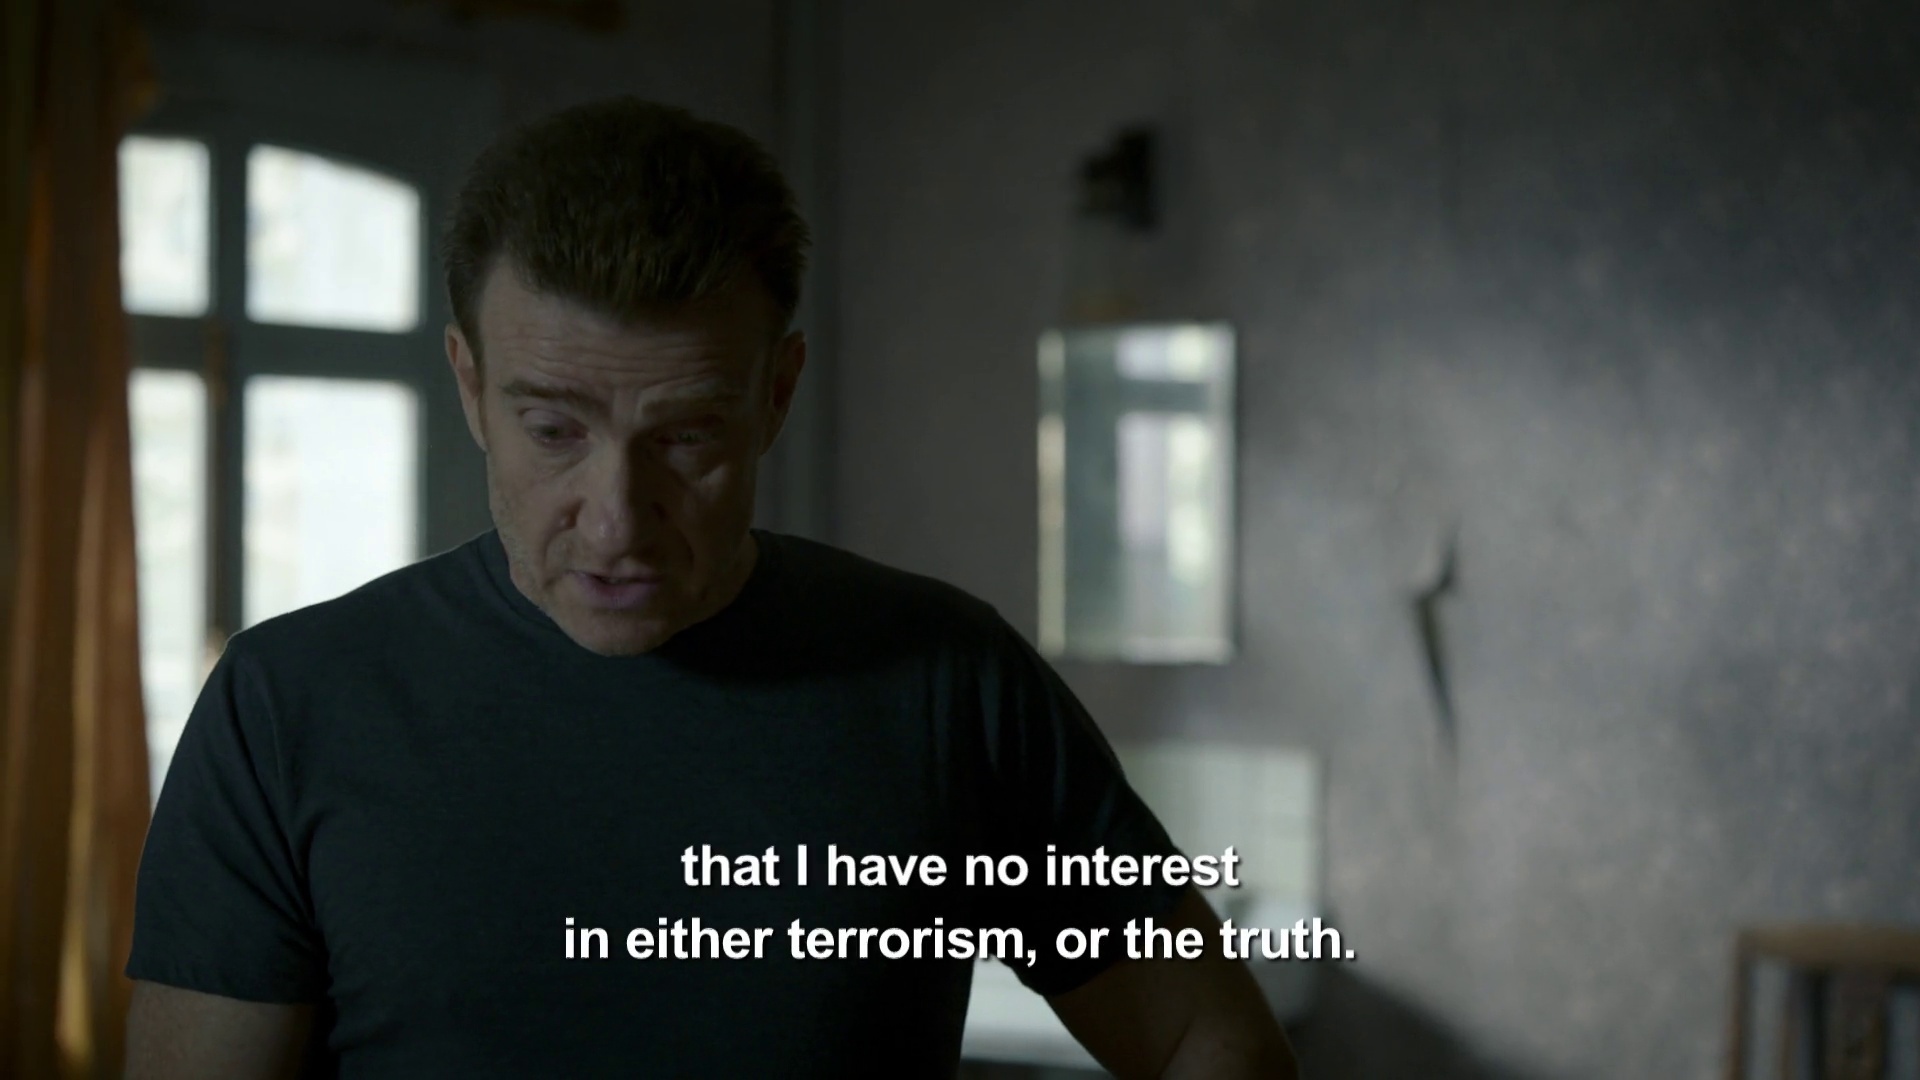 that I have no interest
in either terrorism, or the truth.